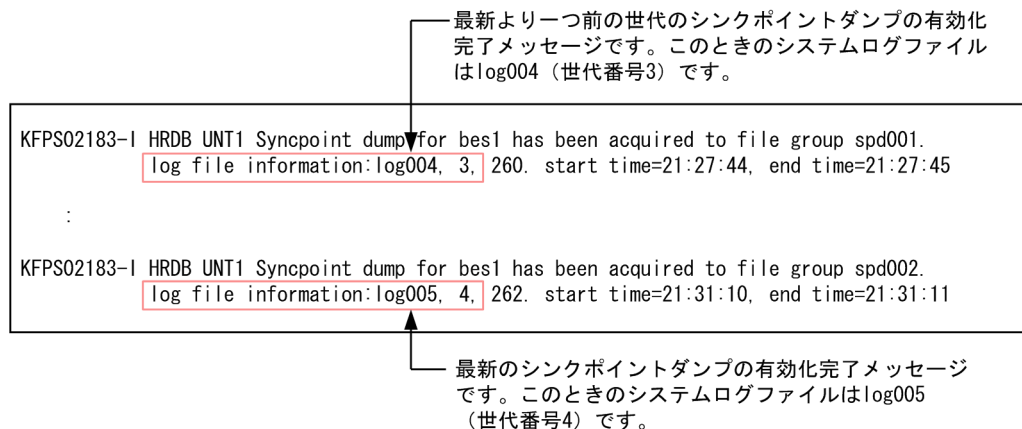 最新より一つ前の世代のシンクポイントダンプの有効化
完了メッセージです。このときのシステムログファイル
はlog004（世代番号3）です。
KFPS02183-I HRDB UNT1 Syncpoint dump for bes1 has been acquired to file group spd001.
log file information:log004, 3, 260. start time=21:27:44, end time=21:27:45
:
KFPS02183-I HRDB UNT1 Syncpoint dump for bes1 has been acquired to file group spd002.
log file information:log005, 4, 262. start time=21:31:10, end time=21:31:11
最新のシンクポイントダンプの有効化完了メッセージ
です。このときのシステムログファイルはlog005
（世代番号4）です。